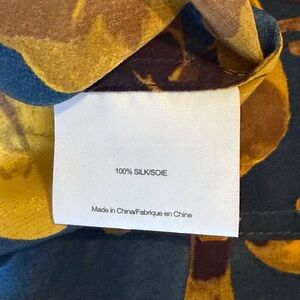 100% SILK/SOIE
Made in China/Fabrique en Chine